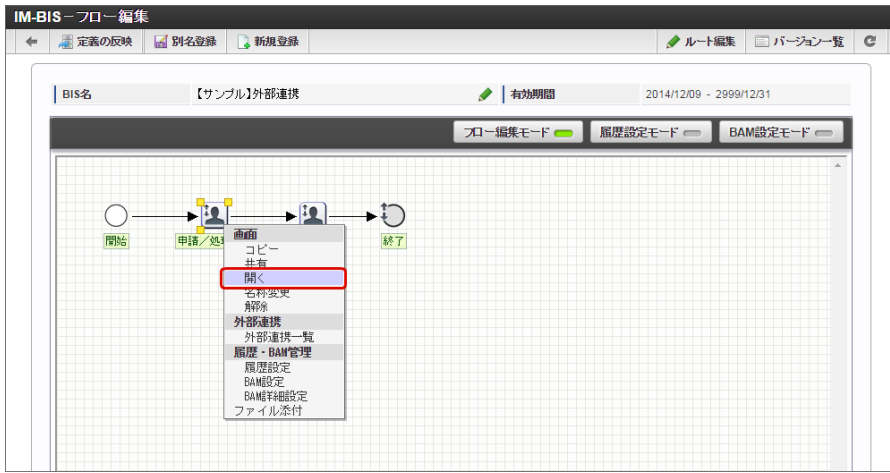 IM-BIS－フロー編集
定義の反映 別名登録 新規登録 ルート編集 バージョン一覧
BIS名 【サンプル】外部連携 有効期間 2014/12/09 - 2999/12/31
フロー編集モード 履歴設定モード BAM設定モード
開始 申請／処理 終了
画面
コピー
共有
開く
名称変更
解除
外部連携
外部連携一覧
履歴・BAM管理
履歴設定
BAM設定
BAM詳細設定
ファイル添付